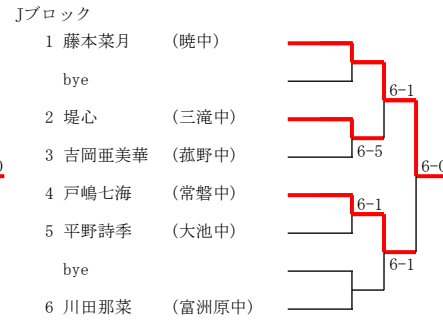 Jブロック
1 藤本菜月 (暁中)
bye
6-1
2 堤心 (三滝中)
3 吉岡亜美華 (菰野中) 6-5
0 6-0
4 戸嶋七海 (常磐中) 6-1
5 平野詩季 (大池中)
bye 6-1
6 川田那菜 (富洲原中)